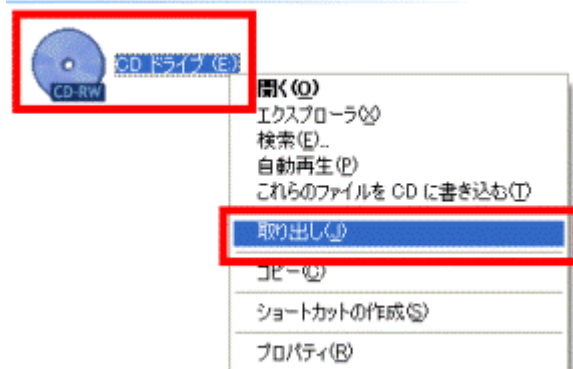 CD ドライブ (E:)
CD-RW
開く(O)
エクスプローラ(X)
検索(E)...
自動再生(P)
これらのファイルを CD に書き込む(T)
取り出し(J)
コピー(C)
ショートカットの作成(S)
プロパティ(R)